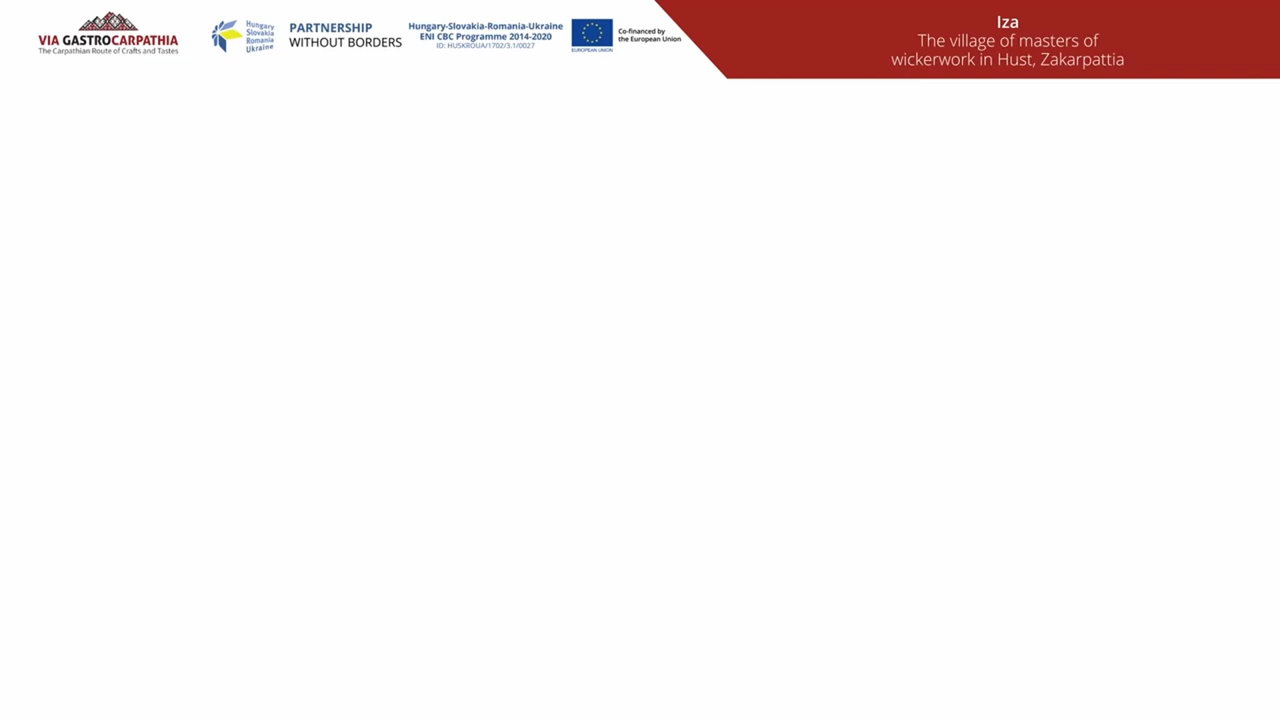 VIA GASTROCARPATHIA
The Carpathian Route of Crafts and Tastes
Hungary
Slovakia
Romania
Ukraine
PARTNERSHIP
WITHOUT BORDERS
Hungary-Slovakia-Romania-Ukraine
ENI CBC Programme 2014-2020
ID: HUSKROUA/1702/3.1/0027
EUROPEAN UNION
Co-financed by
the European Union
Iza
The village of masters of
wickerwork in Hust, Zakarpattia